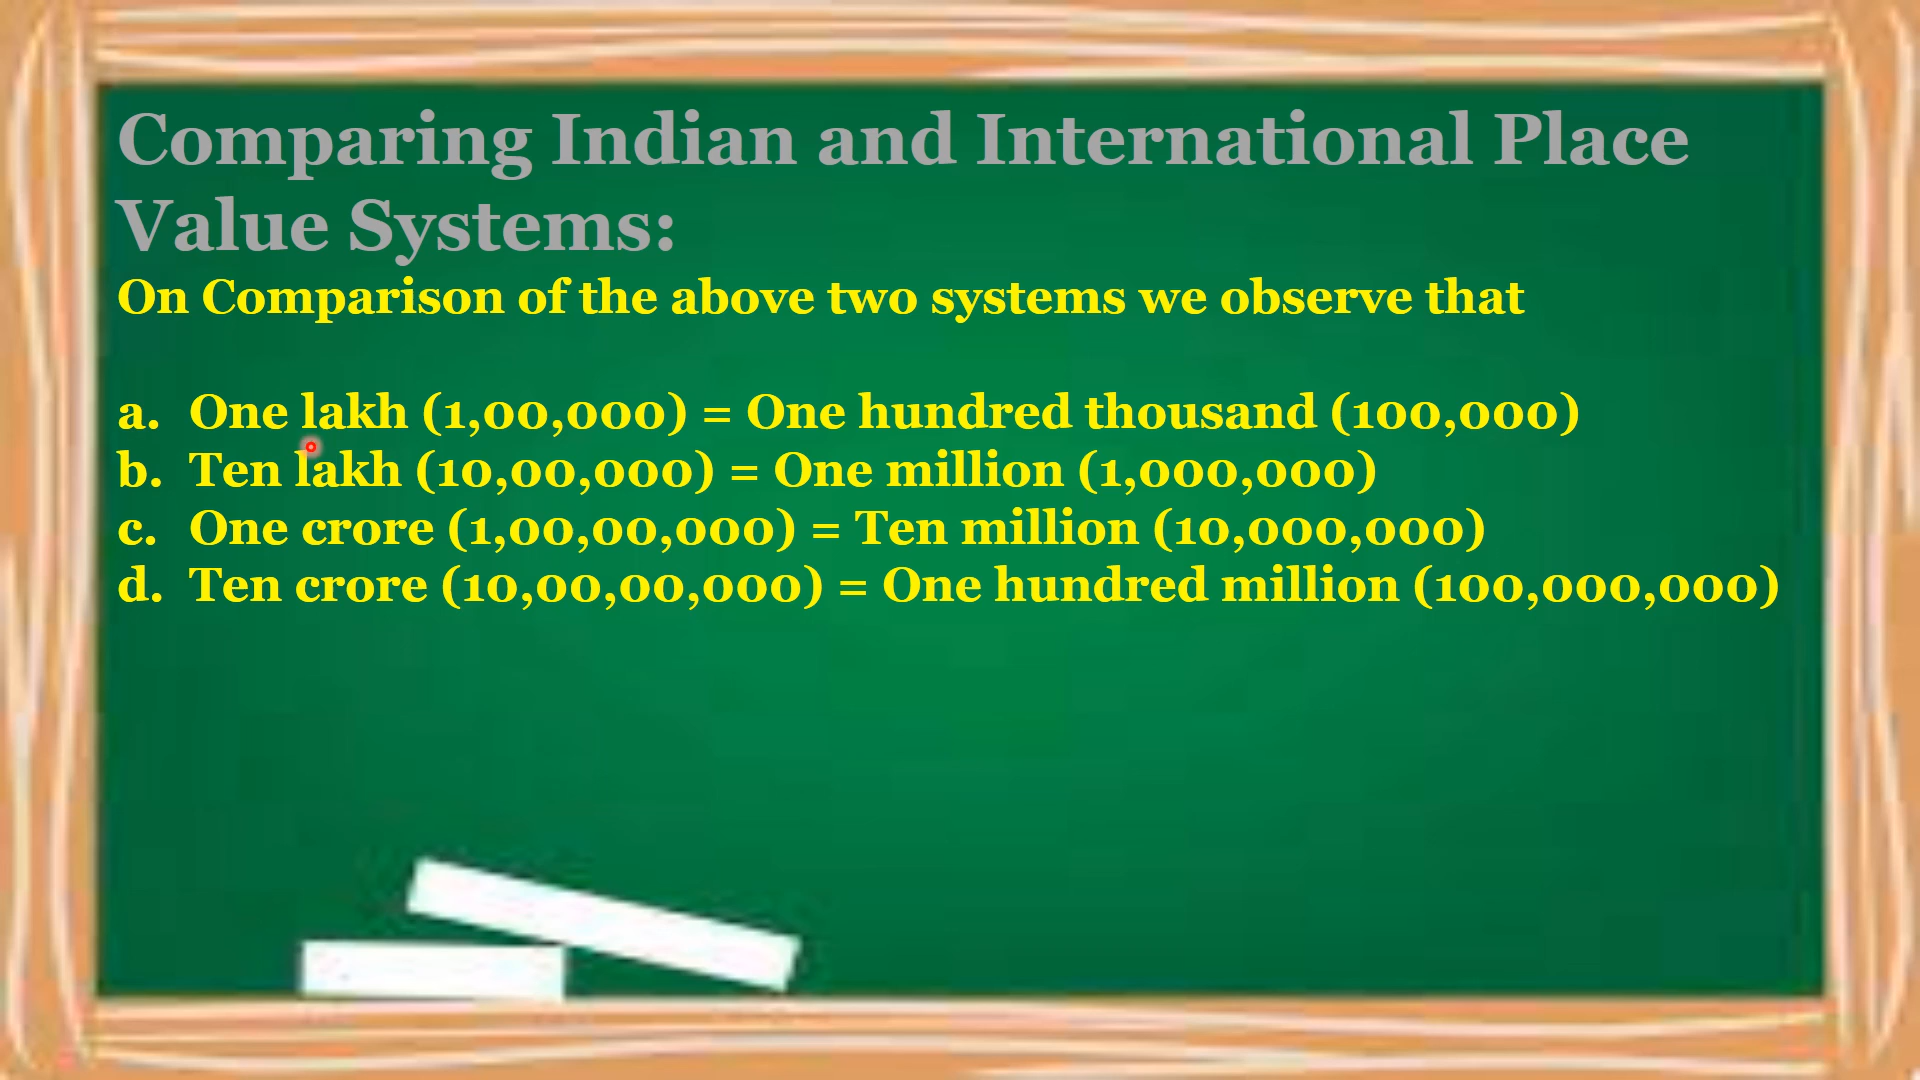 Comparing Indian and International Place
Value Systems:
On Comparison of the above two systems we observe that
a. One lakh (1,00,000) = One hundred thousand (100,000)
b. Ten lakh (10,00,000) = One million (1,000,000)
c. One crore (1,00,00,000) = Ten million (10,000,000)
d. Ten crore (10,00,00,000) = One hundred million (100,000,000)